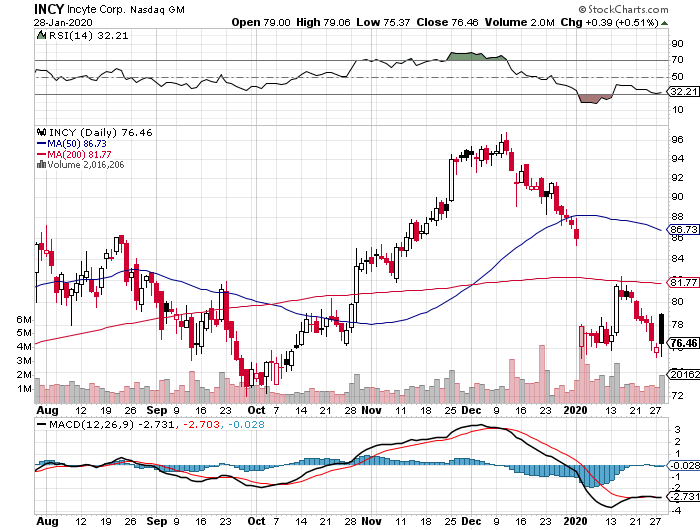 INCY Incyte Corp. Nasdaq GM © StockCharts.com
28-Jan-2020 Open 79.00 High 79.06 Low 75.37 Close 76.46 Volume 2.0M Chg +0.39 (+0.51%)
RSI(14) 32.21
90
70
50
32.21
10
INCY (Daily) 76.46
MA(50) 86.73
MA(200) 81.77
Volume 2,016,206
96
94
92
90
88
86.73
86
84
82
81.77
80
78
76.46
74
72
6M
5M
4M
3M
2M
1M
20162
Aug 12 19 26 Sep 9 16 23 Oct 7 14 21 28 Nov 11 18 25 Dec 9 16 23 2020 13 21 27
MACD(12,26,9) -2.731, -2.703, -0.028
3
2
1
-0.028
-1
-2
-2.731
-4
Aug 12 19 26 Sep 9 16 23 Oct 7 14 21 28 Nov 11 18 25 Dec 9 16 23 2020 13 21 27